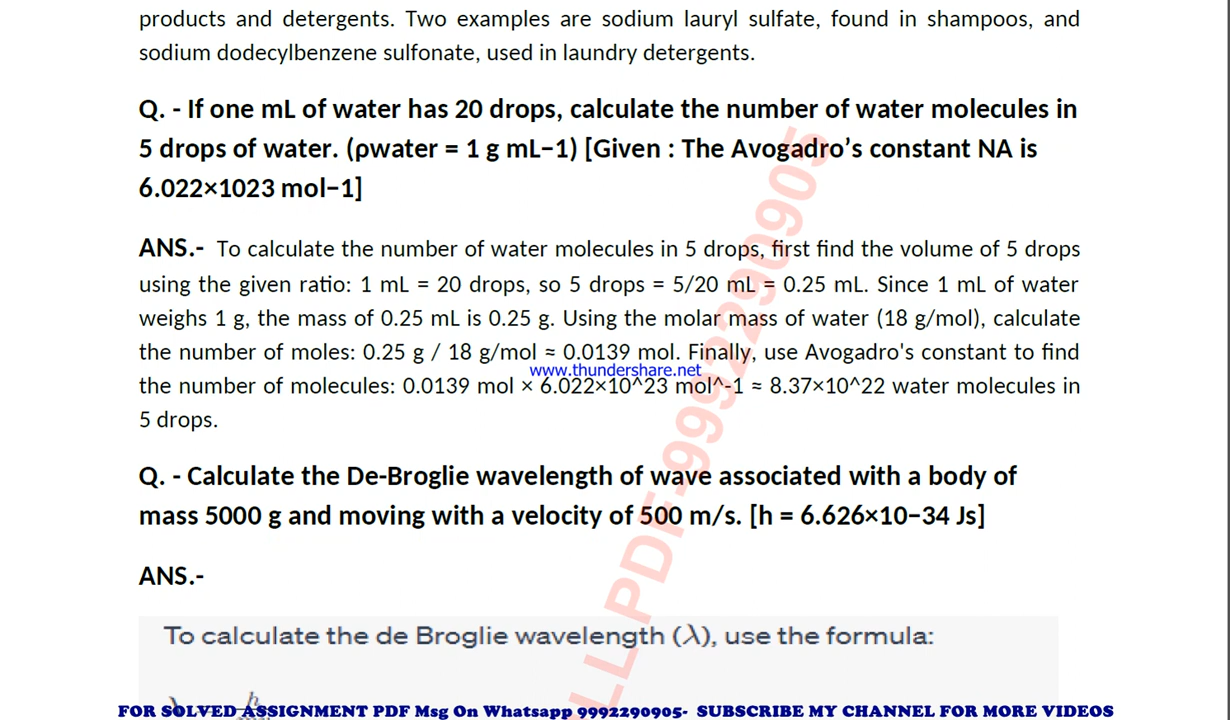 products and detergents. Two examples are sodium lauryl sulfate, found in shampoos, and
sodium dodecylbenzene sulfonate, used in laundry detergents.
Q. - If one mL of water has 20 drops, calculate the number of water molecules in
5 drops of water. (ρwater = 1 g mL−1) [Given : The Avogadro’s constant NA is
6.022×1023 mol−1]
ANS.- To calculate the number of water molecules in 5 drops, first find the volume of 5 drops
using the given ratio: 1 mL = 20 drops, so 5 drops = 5/20 mL = 0.25 mL. Since 1 mL of water
weighs 1 g, the mass of 0.25 mL is 0.25 g. Using the molar mass of water (18 g/mol), calculate
the number of moles: 0.25 g / 18 g/mol ≈ 0.0139 mol. Finally, use Avogadro's constant to find
www.thundershare.net
the number of molecules: 0.0139 mol × 6.022×10^23 mol^-1 ≈ 8.37×10^22 water molecules in
5 drops.
Q. - Calculate the De-Broglie wavelength of wave associated with a body of
mass 5000 g and moving with a velocity of 500 m/s. [h = 6.626×10−34 Js]
ANS.-
To calculate the de Broglie wavelength (λ), use the formula:
h
LL PDF-9992290905
FOR SOLVED ASSIGNMENT PDF Msg On Whatsapp 9992290905- SUBSCRIBE MY CHANNEL FOR MORE VIDEOS